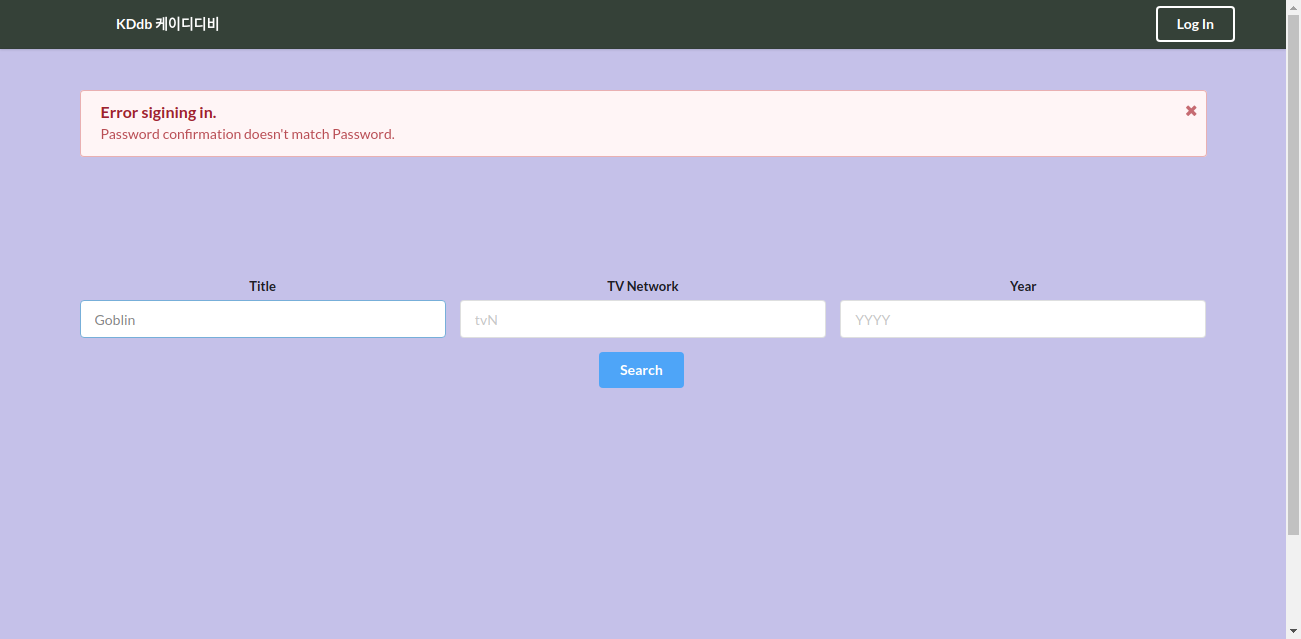 KDdb 케이디디비
Log In
Error sigining in.
Password confirmation doesn't match Password.
Title
TV Network
Year
Goblin
tvN
YYYY
Search